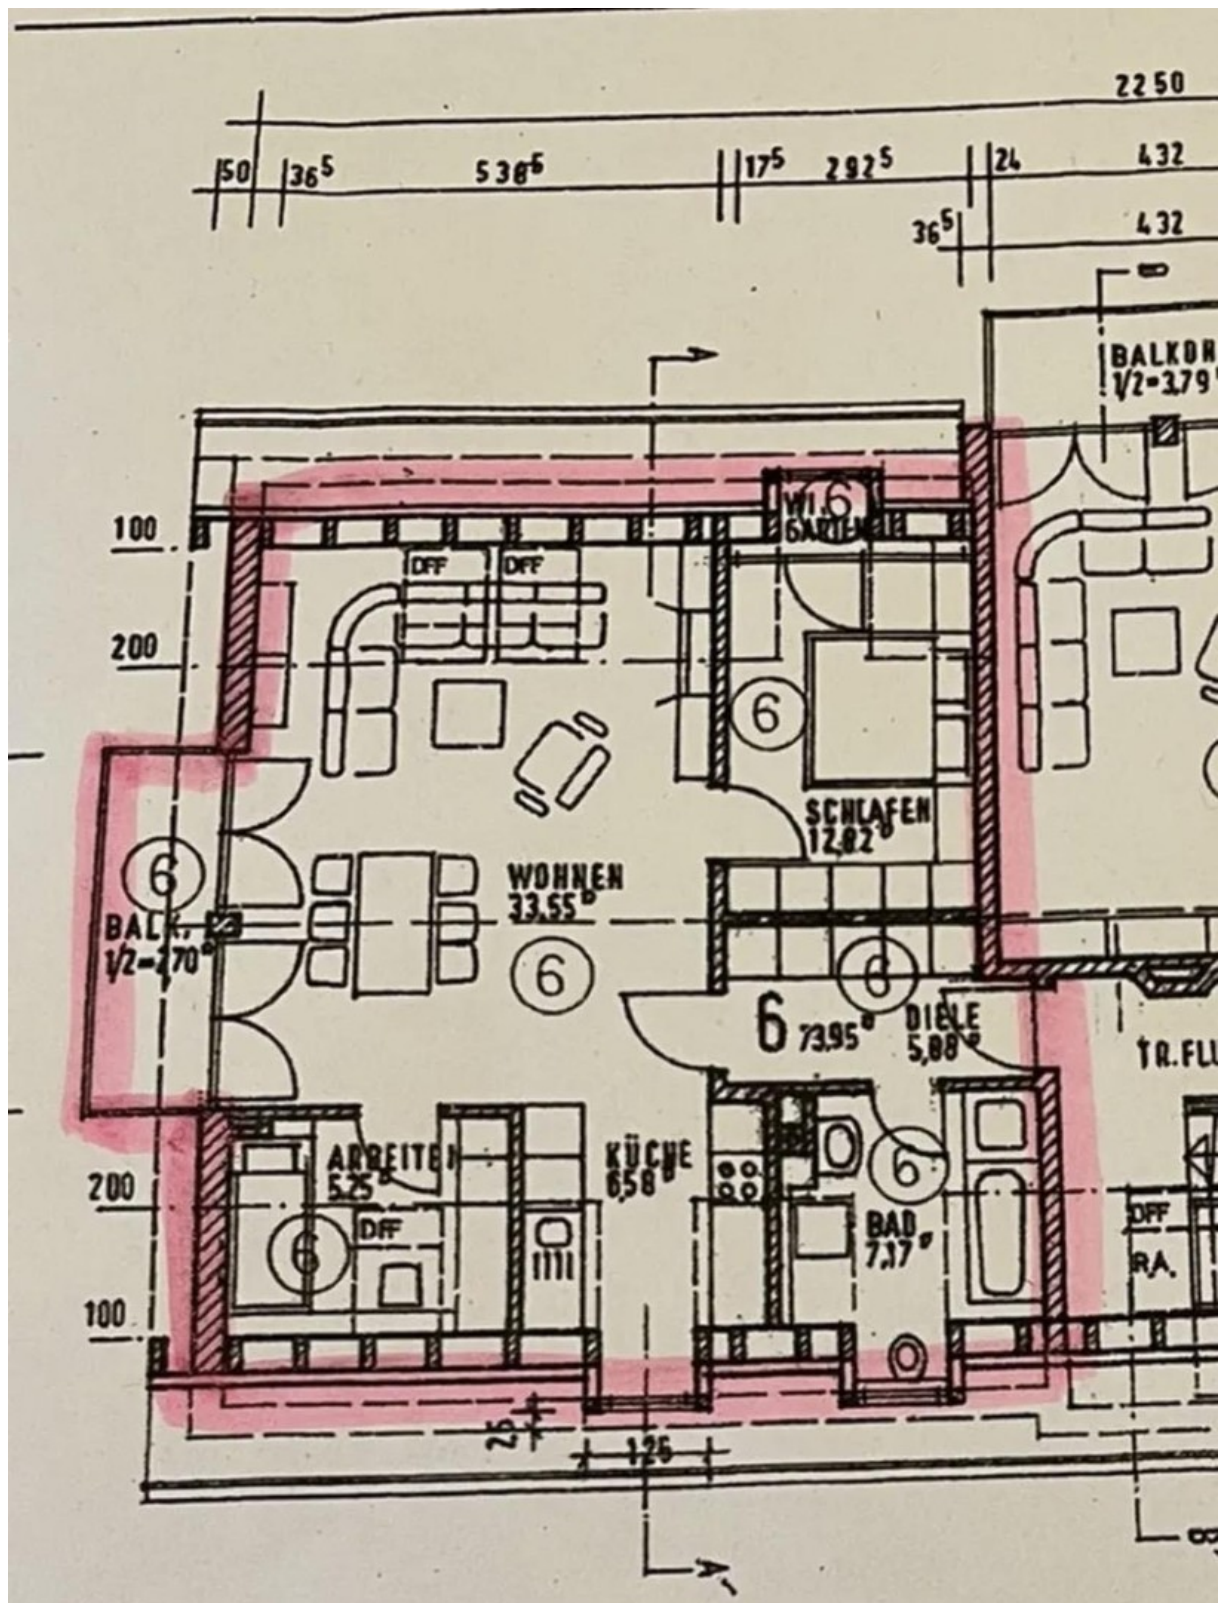 2250
50 36⁵ 538⁵ 17⁵ 292⁵ 24 432
36⁵ 432
BALKON
1/2=3,79
6
WI.
GARTEN
100
DFF DFF
200
6
SCHLAFEN
12,82
6
WOHNEN
33,55
BALK.
1/2=2,70
6
6
6 73,95
DIELE
5,88
TR.FLU
ARBEITEN
5,25
KÜCHE
6,58
6
200
6
DFF
BAD
7,17
DFF
R.A.
100
25
126